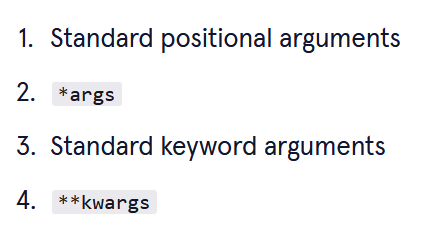 1. Standard positional arguments
2. *args
3. Standard keyword arguments
4. **kwargs